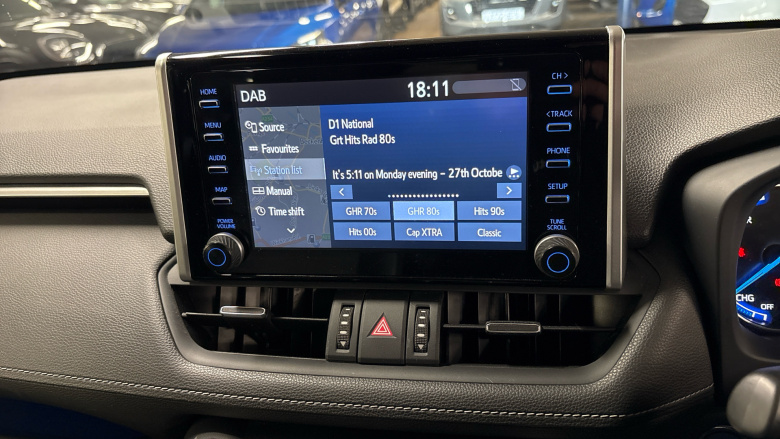 HOME
MENU
AUDIO
MAP
POWER
VOLUME
DAB
18:11
Source
Favourites
Station list
Manual
Time shift
D1 National
Grt Hits Rad 80s
It's 5:11 on Monday evening – 27th Octobe
GHR 70s
GHR 80s
Hits 90s
Hits 00s
Cap XTRA
Classic
CH >
< TRACK
PHONE
SETUP
TUNE
SCROLL
CHG
OFF